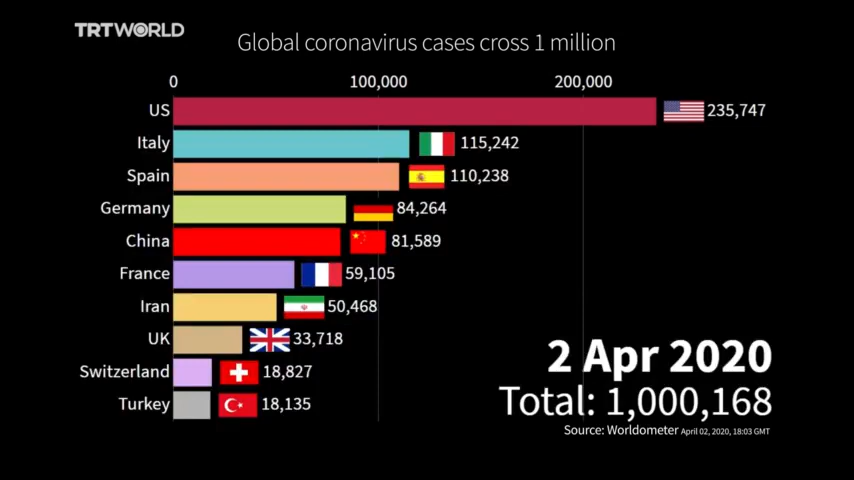 TRTWORLD
Global coronavirus cases cross 1 million
0 100,000 200,000
US 235,747
Italy 115,242
Spain 110,238
Germany 84,264
China 81,589
France 59,105
Iran 50,468
UK 33,718
Switzerland 18,827
Turkey 18,135
2 Apr 2020
Total: 1,000,168
Source: Worldometer April 02, 2020, 18:03 GMT